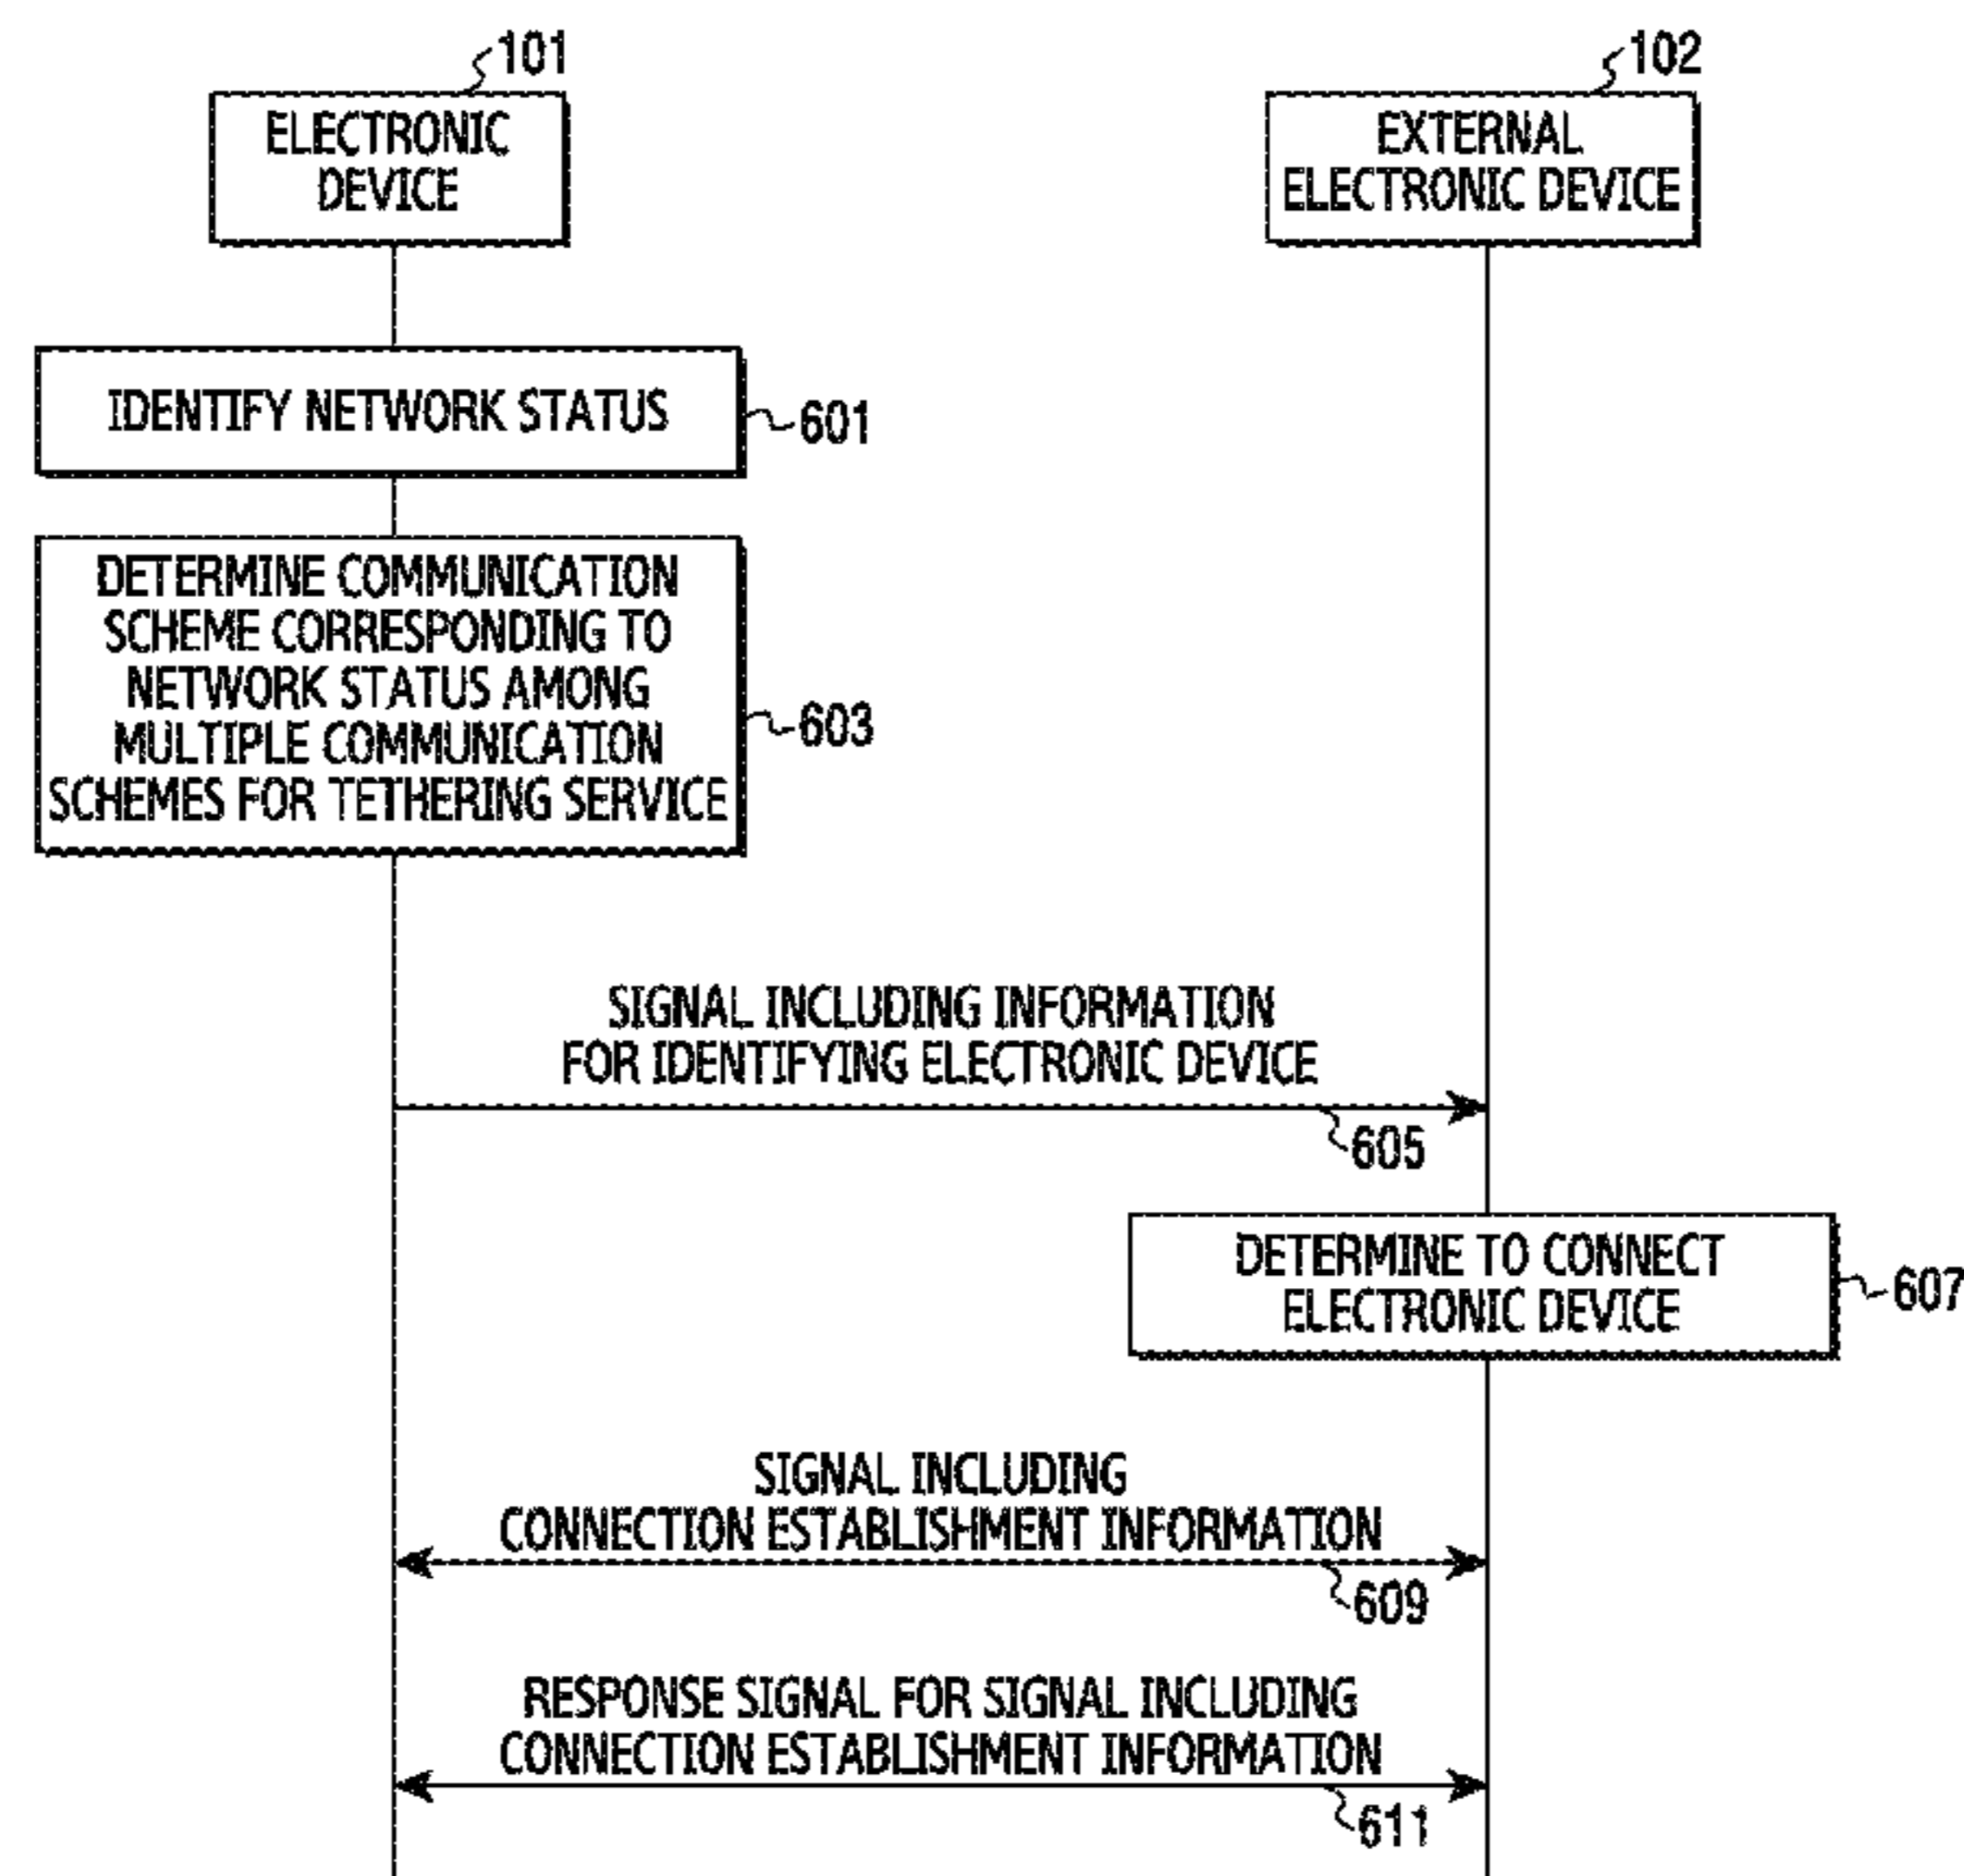 101
102
ELECTRONIC
DEVICE
EXTERNAL
ELECTRONIC DEVICE
IDENTIFY NETWORK STATUS
601
DETERMINE COMMUNICATION
SCHEME CORRESPONDING TO
NETWORK STATUS AMONG
MULTIPLE COMMUNICATION
SCHEMES FOR TETHERING SERVICE
603
SIGNAL INCLUDING INFORMATION
FOR IDENTIFYING ELECTRONIC DEVICE
605
DETERMINE TO CONNECT
ELECTRONIC DEVICE
607
SIGNAL INCLUDING
CONNECTION ESTABLISHMENT INFORMATION
609
RESPONSE SIGNAL FOR SIGNAL INCLUDING
CONNECTION ESTABLISHMENT INFORMATION
611